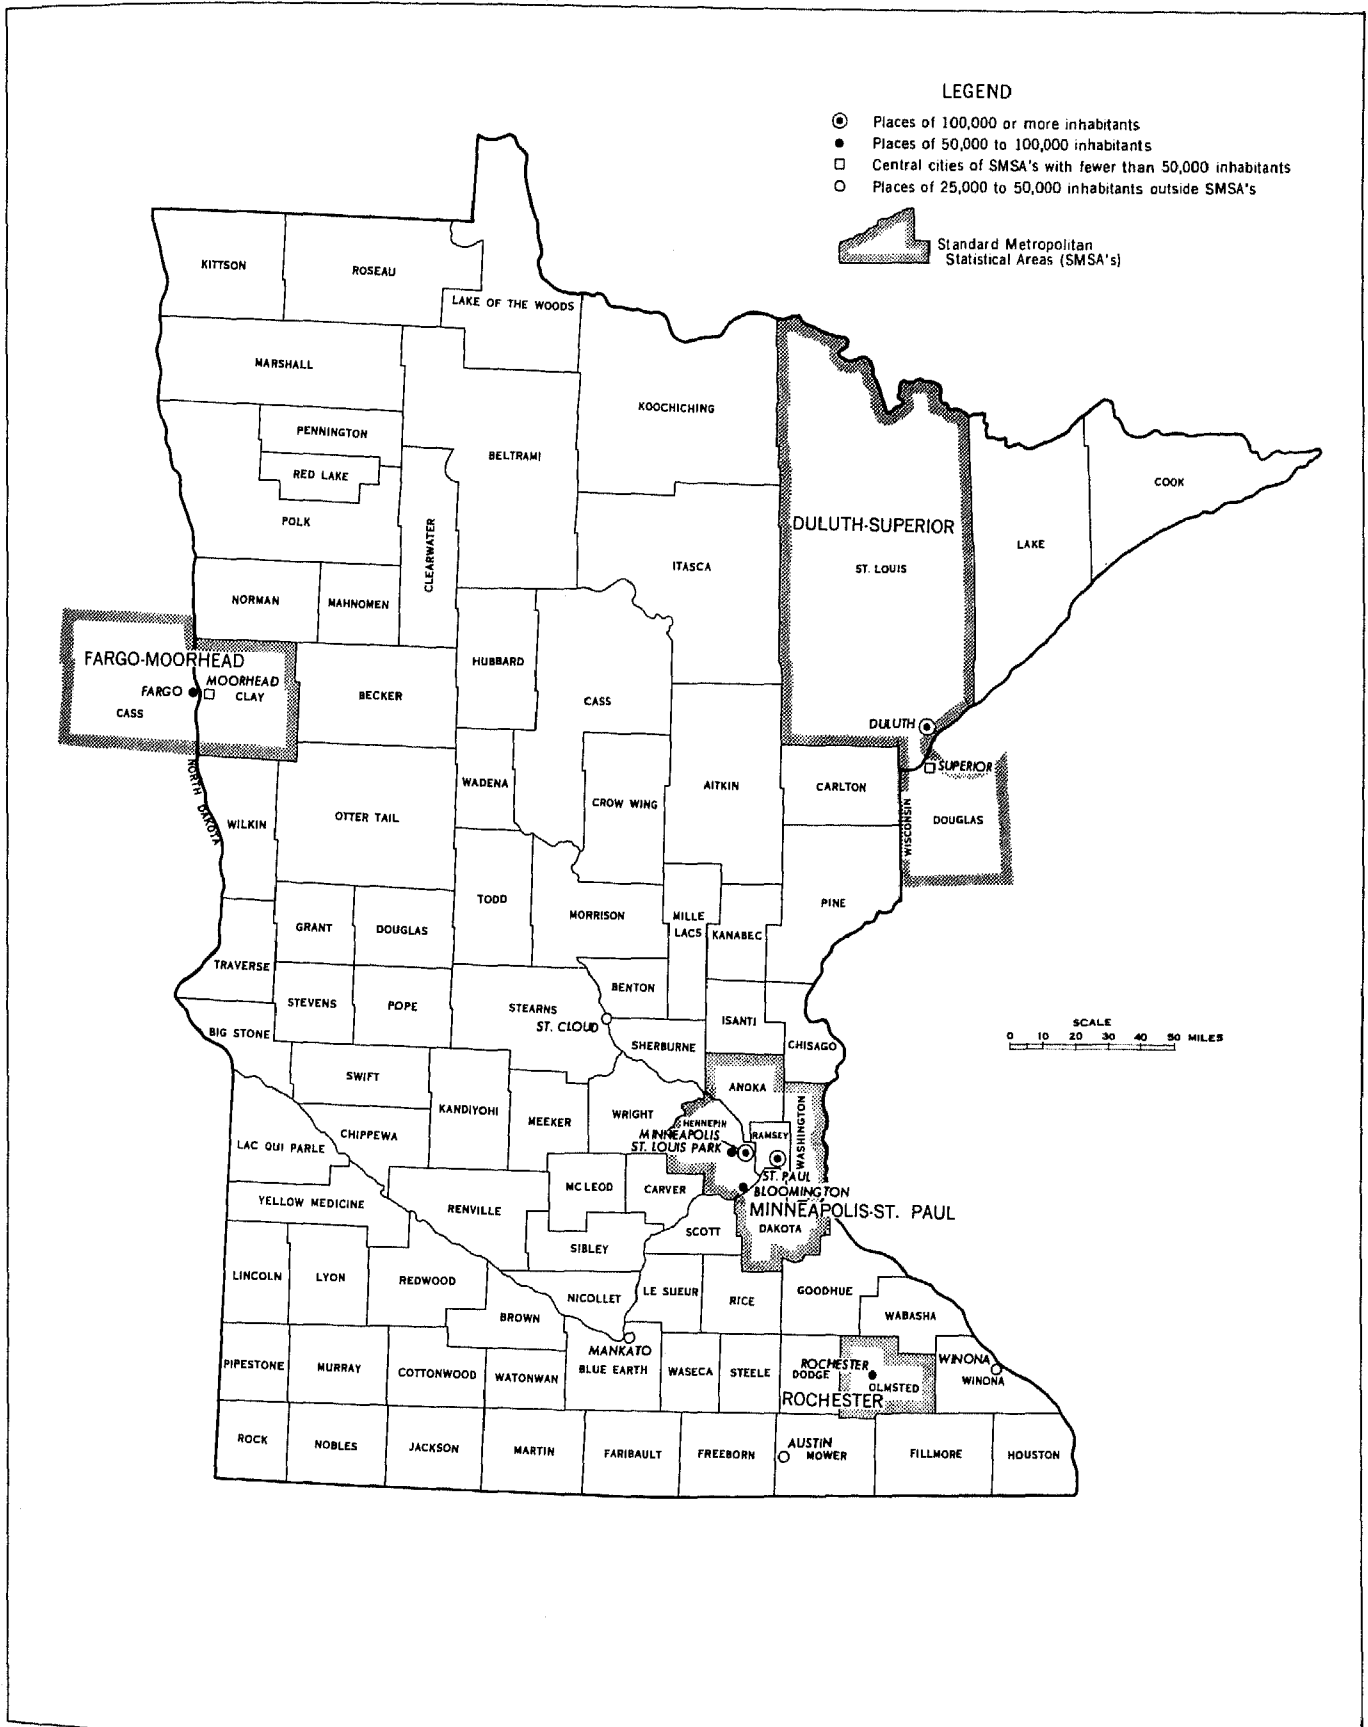 LEGEND
Places of 100,000 or more inhabitants
Places of 50,000 to 100,000 inhabitants
Central cities of SMSA's with fewer than 50,000 inhabitants
Places of 25,000 to 50,000 inhabitants outside SMSA's
Standard Metropolitan
Statistical Areas (SMSA's)
KITTSON
ROSEAU
LAKE OF THE WOODS
MARSHALL
KOOCHICHING
PENNINGTON
BELTRAMI
RED LAKE
COOK
POLK
DULUTH-SUPERIOR
CLEARWATER
LAKE
ITASCA
ST. LOUIS
NORMAN
MAHNOMEN
FARGO-MOORHEAD
HUBBARD
MOORHEAD
FARGO
CLAY
BECKER
CASS
CASS
DULUTH
SUPERIOR
NORTH DAKOTA
WADENA
AITKIN
CARLTON
CROW WING
WILKIN
OTTER TAIL
WISCONSIN
DOUGLAS
TODD
MORRISON
MILLE
LACS
KANABEC
PINE
GRANT
DOUGLAS
TRAVERSE
BENTON
STEVENS
POPE
STEARNS
ST. CLOUD
ISANTI
BIG STONE
SHERBURNE
CHISAGO
SCALE
0 10 20 30 40 50 MILES
SWIFT
ANOKA
KANDIYOHI
MEEKER
WRIGHT
HENNEPIN
WASHINGTON
CHIPPEWA
MINNEAPOLIS
RAMSEY
LAC QUI PARLE
ST. LOUIS PARK
ST. PAUL
MC LEOD
CARVER
BLOOMINGTON
YELLOW MEDICINE
RENVILLE
MINNEAPOLIS-ST. PAUL
SCOTT
DAKOTA
SIBLEY
LINCOLN
LYON
REDWOOD
NICOLLET
LE SUEUR
RICE
GOODHUE
BROWN
WABASHA
MANKATO
PIPESTONE
MURRAY
COTTONWOOD
WATONWAN
BLUE EARTH
WASECA
STEELE
ROCHESTER
DODGE
OLMSTED
ROCHESTER
WINONA
WINONA
ROCK
NOBLES
JACKSON
MARTIN
FARIBAULT
FREEBORN
AUSTIN
MOWER
FILLMORE
HOUSTON